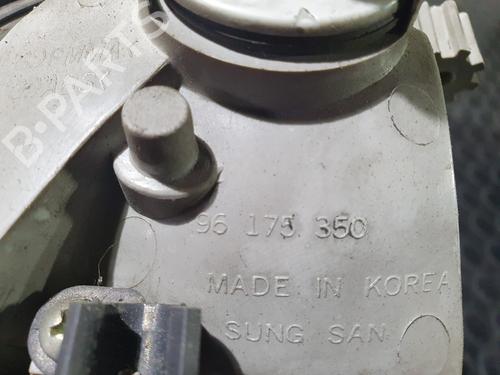 B-PARTS
96 175 350
MADE IN KOREA
SUNG SAN